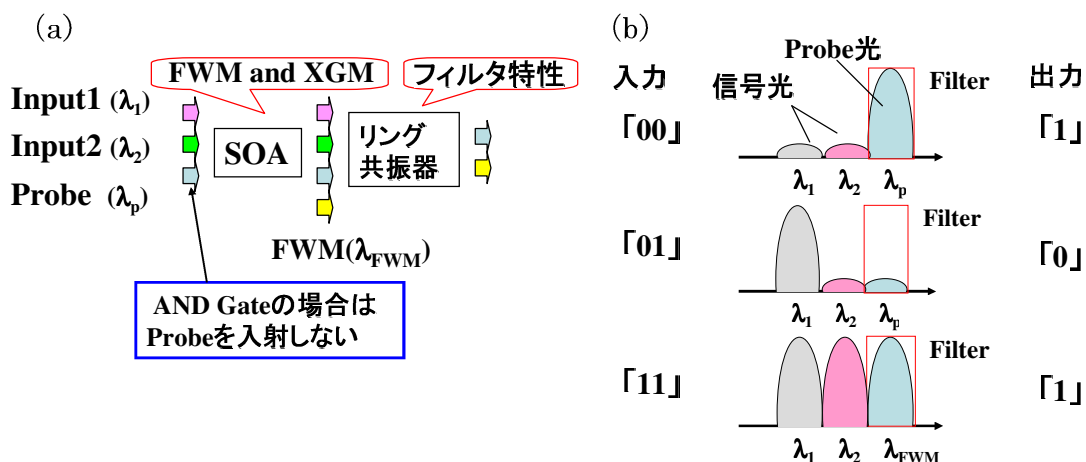 (a)
FWM and XGM
フィルタ特性
Input1 (λ1)
Input2 (λ2)
Probe (λp)
SOA
リング
共振器
FWM(λFWM)
AND Gateの場合は
Probeを入射しない
(b)
入力
信号光
Probe光
Filter
出力
「00」
「1」
λ1 λ2 λp
Filter
「01」
「0」
λ1 λ2 λp
Filter
「11」
「1」
λ1 λ2 λFWM